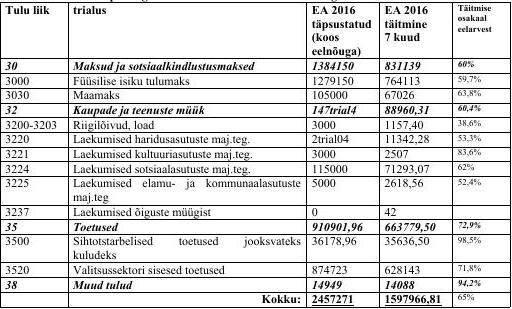 Tulu liik trialus EA 2016 täpsustatud (koos eelnõuga) EA 2016 täitmine 7 kuud Täitmise osakaal eelarvest
30 Maksud ja sotsiaalkindlustusmaksed 1384150 831139 60%
3000 Füüsilise isiku tulumaks 1279150 764113 59,7%
3030 Maamaks 105000 67026 63,8%
32 Kaupade ja teenuste müük 147trial4 88960,31 60,4%
3200-3203 Riigilõivud, load 3000 1157,40 38,6%
3220 Laekumised haridusasutuste maj.teg. 2trial04 11342,28 53,3%
3221 Laekumised kultuuriasutuste maj.teg. 3000 2507 83,6%
3224 Laekumised sotsiaalasutuste maj.teg. 115000 71293,07 62%
3225 Laekumised elamu- ja kommunaalasutuste maj.teg 5000 2618,56 52,4%
3237 Laekumised õiguste müügist 0 42
35 Toetused 910901,96 663779,50 72,9%
3500 Sihtotstarbelised toetused jooksvateks kuludeks 36178,96 35636,50 98,5%
3520 Valitsussektori sisesed toetused 874723 628143 71,8%
38 Muud tulud 14949 14088 94,2%
Kokku: 2457271 1597966,81 65%